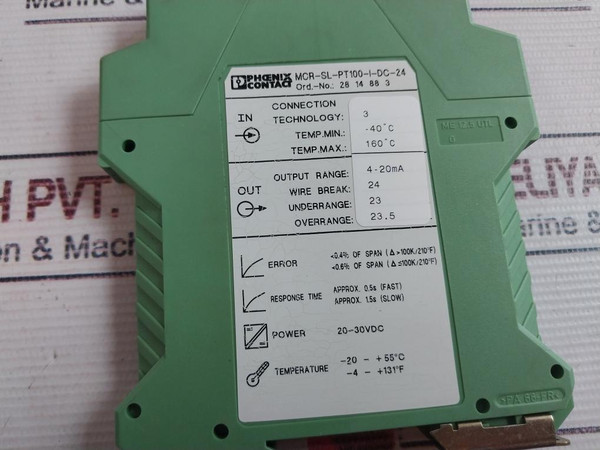 PHOENIX CONTACT
MCR-SL-PT100-I-DC-24
Ord.-No.: 28 14 88 3
IN
CONNECTION
TECHNOLOGY: 3
TEMP.MIN.: -40°C
TEMP.MAX.: 160°C
OUT
OUTPUT RANGE: 4-20mA
WIRE BREAK: 24
UNDERRANGE: 23
OVERRANGE: 23.5
ERROR
<0.4% OF SPAN (Δ>100K/210°F)
<0.6% OF SPAN (Δ≤100K/210°F)
RESPONSE TIME
APPROX. 0.5s (FAST)
APPROX. 1.5s (SLOW)
POWER 20-30VDC
TEMPERATURE
-20 - +55°C
-4 - +131°F
H PVT.
on & Mach
Marine &